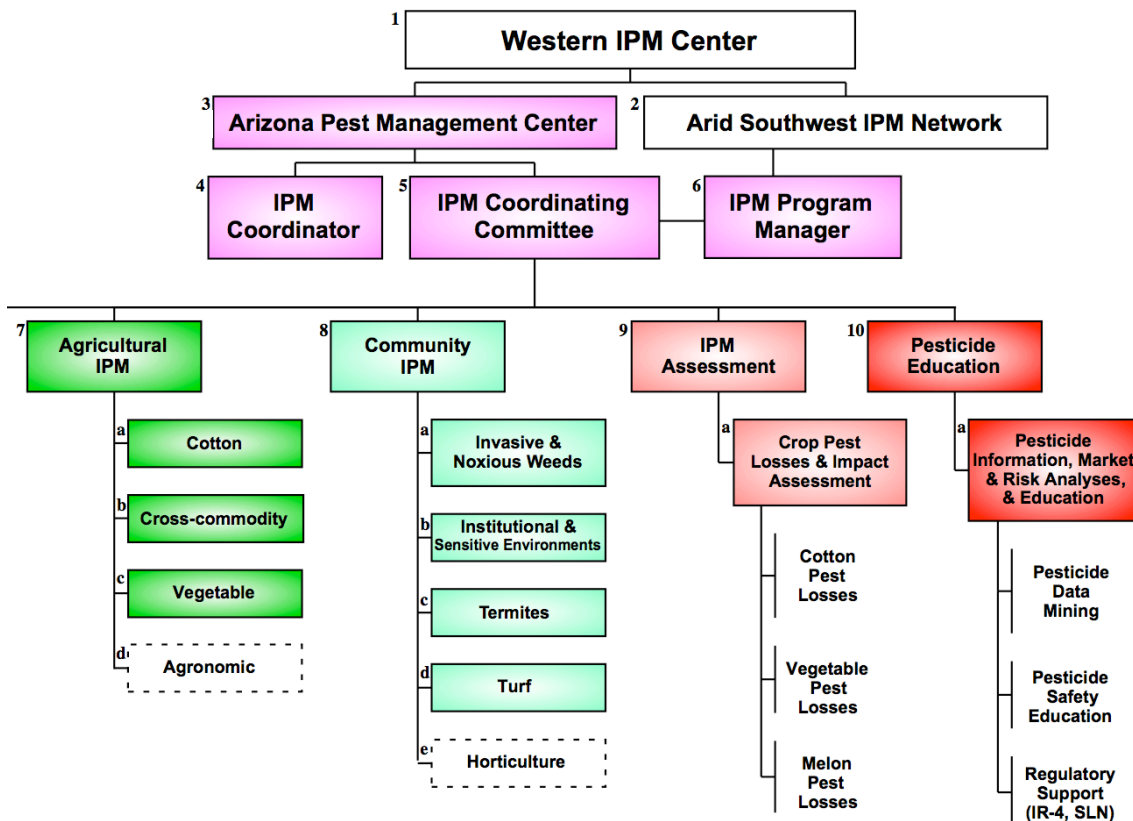 1
Western IPM Center
3
Arizona Pest Management Center
2
Arid Southwest IPM Network
4
IPM
Coordinator
5
IPM Coordinating
Committee
6
IPM Program
Manager
7
Agricultural
IPM
a
Cotton
b
Cross-commodity
c
Vegetable
d
Agronomic
8
Community
IPM
a
Invasive &
Noxious Weeds
b
Institutional &
Sensitive Environments
c
Termites
d
Turf
e
Horticulture
9
IPM
Assessment
a
Crop Pest
Losses & Impact
Assessment
Cotton
Pest
Losses
Vegetable
Pest
Losses
Melon
Pest
Losses
10
Pesticide
Education
a
Pesticide
Information, Market
& Risk Analyses,
& Education
Pesticide
Data
Mining
Pesticide
Safety
Education
Regulatory
Support
(IR-4, SLN)